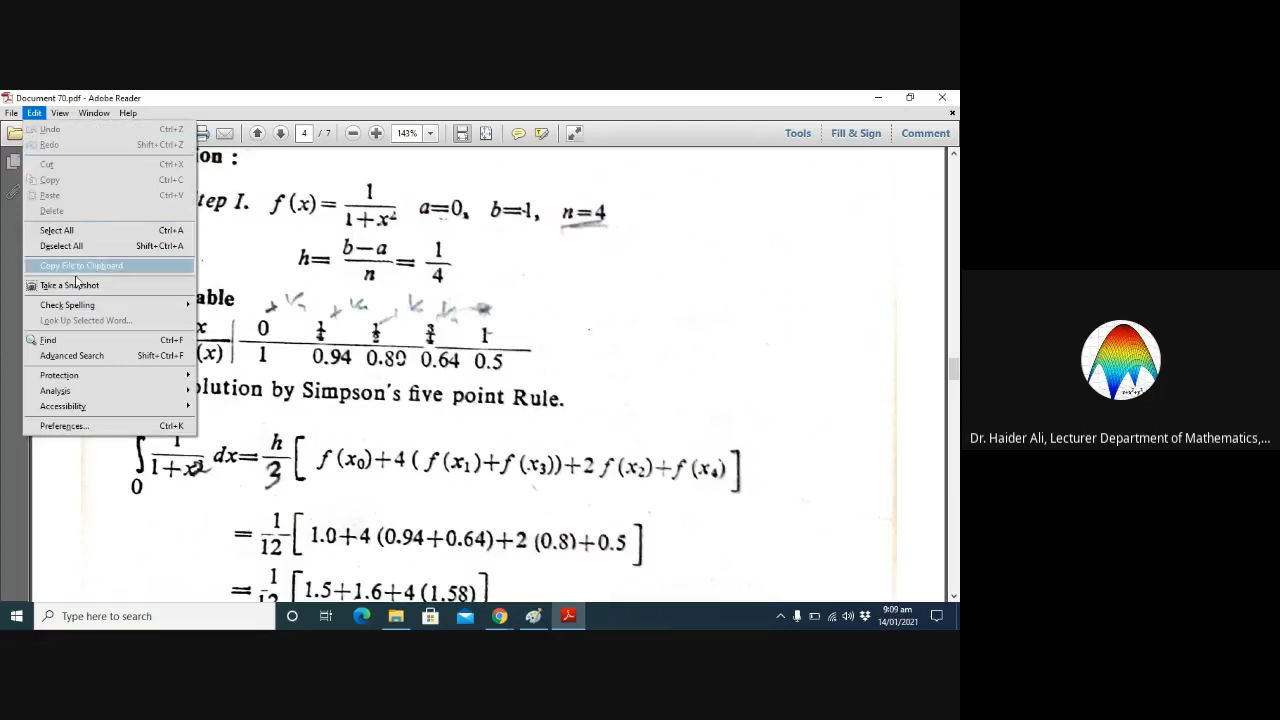 Document 70.pdf - Adobe Reader
File Edit View Window Help
Undo Ctrl+Z
Redo Shift+Ctrl+Z
Cut Ctrl+X
Copy Ctrl+C
Paste Ctrl+V
Delete
Select All Ctrl+A
Deselect All Shift+Ctrl+A
Copy File to Clipboard
Take a Snapshot
Check Spelling
Look Up Selected Word...
Find Ctrl+F
Advanced Search Shift+Ctrl+F
Protection
Analysis
Accessibility
Preferences... Ctrl+K
4 / 7 143% Tools Fill & Sign Comment
ion :
tep I. f(x)= 1/1+x² a=0, b=1, n=4
h= b-a/n = 1/4
able
x 0 1/4 1/2 3/4 1
(x) 1 0.94 0.80 0.64 0.5
olution by Simpson's five point Rule.
∫ 0 1/1+x² dx= h/3 [ f(x₀)+4 ( f(x₁)+f(x₃))+2 f(x₂)+f(x₄) ]
= 1/12 [ 1.0+4 (0.94+0.64)+2 (0.8)+0.5 ]
= 1/12 [ 1.5+1.6+4 (1.58) ]
Type here to search
9:09 am
14/01/2021
Dr. Haider Ali, Lecturer Department of Mathematics,...